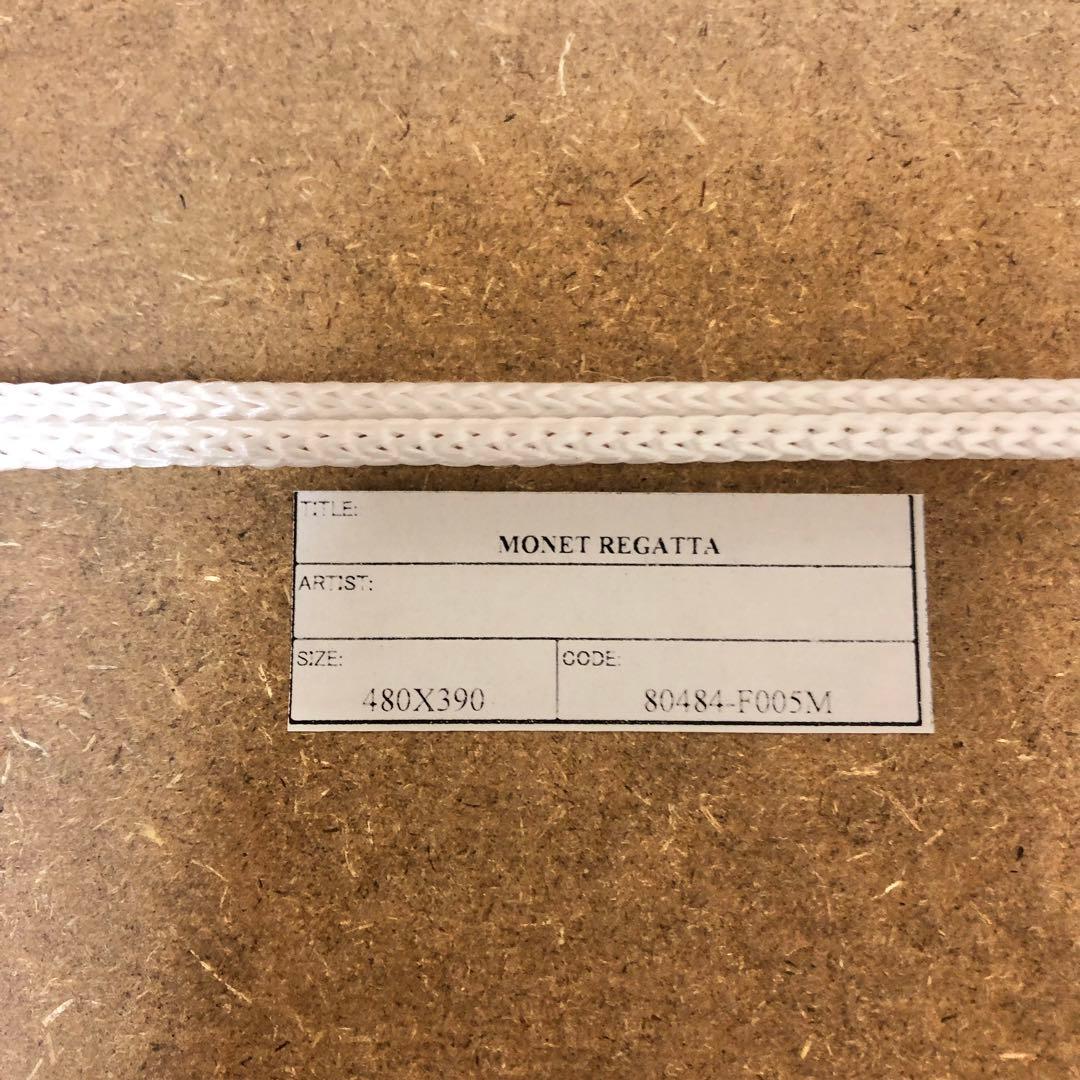 TITLE:
MONET REGATTA
ARTIST:
SIZE:
480X390
CODE:
80484-F005M